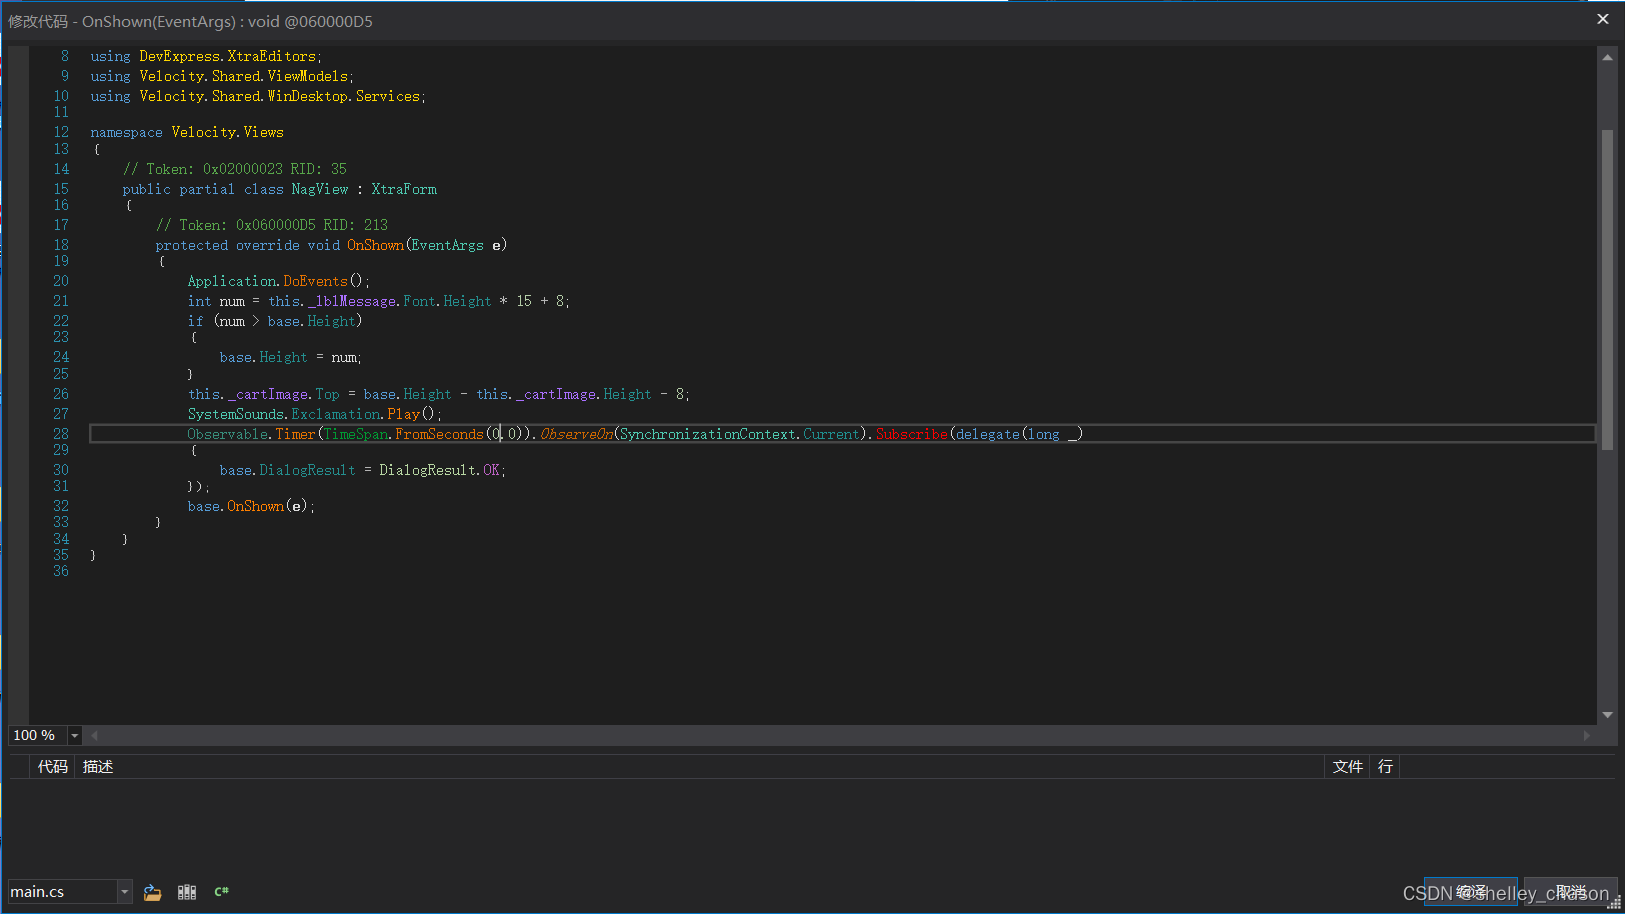 修改代码 - OnShown(EventArgs) : void @060000D5
8 using DevExpress.XtraEditors;
9 using Velocity.Shared.ViewModels;
10 using Velocity.Shared.WinDesktop.Services;
11
12 namespace Velocity.Views
13 {
14 // Token: 0x02000023 RID: 35
15 public partial class NagView : XtraForm
16 {
17 // Token: 0x060000D5 RID: 213
18 protected override void OnShown(EventArgs e)
19 {
20 Application.DoEvents();
21 int num = this._lblMessage.Font.Height * 15 + 8;
22 if (num > base.Height)
23 {
24 base.Height = num;
25 }
26 this._cartImage.Top = base.Height - this._cartImage.Height - 8;
27 SystemSounds.Exclamation.Play();
28 Observable.Timer(TimeSpan.FromSeconds(0.0)).ObserveOn(SynchronizationContext.Current).Subscribe(delegate(long _)
29 {
30 base.DialogResult = DialogResult.OK;
31 });
32 base.OnShown(e);
33 }
34 }
35 }
36
100 %
代码 描述 文件 行
main.cs C# 编译 取消
CSDN @shelley_chason